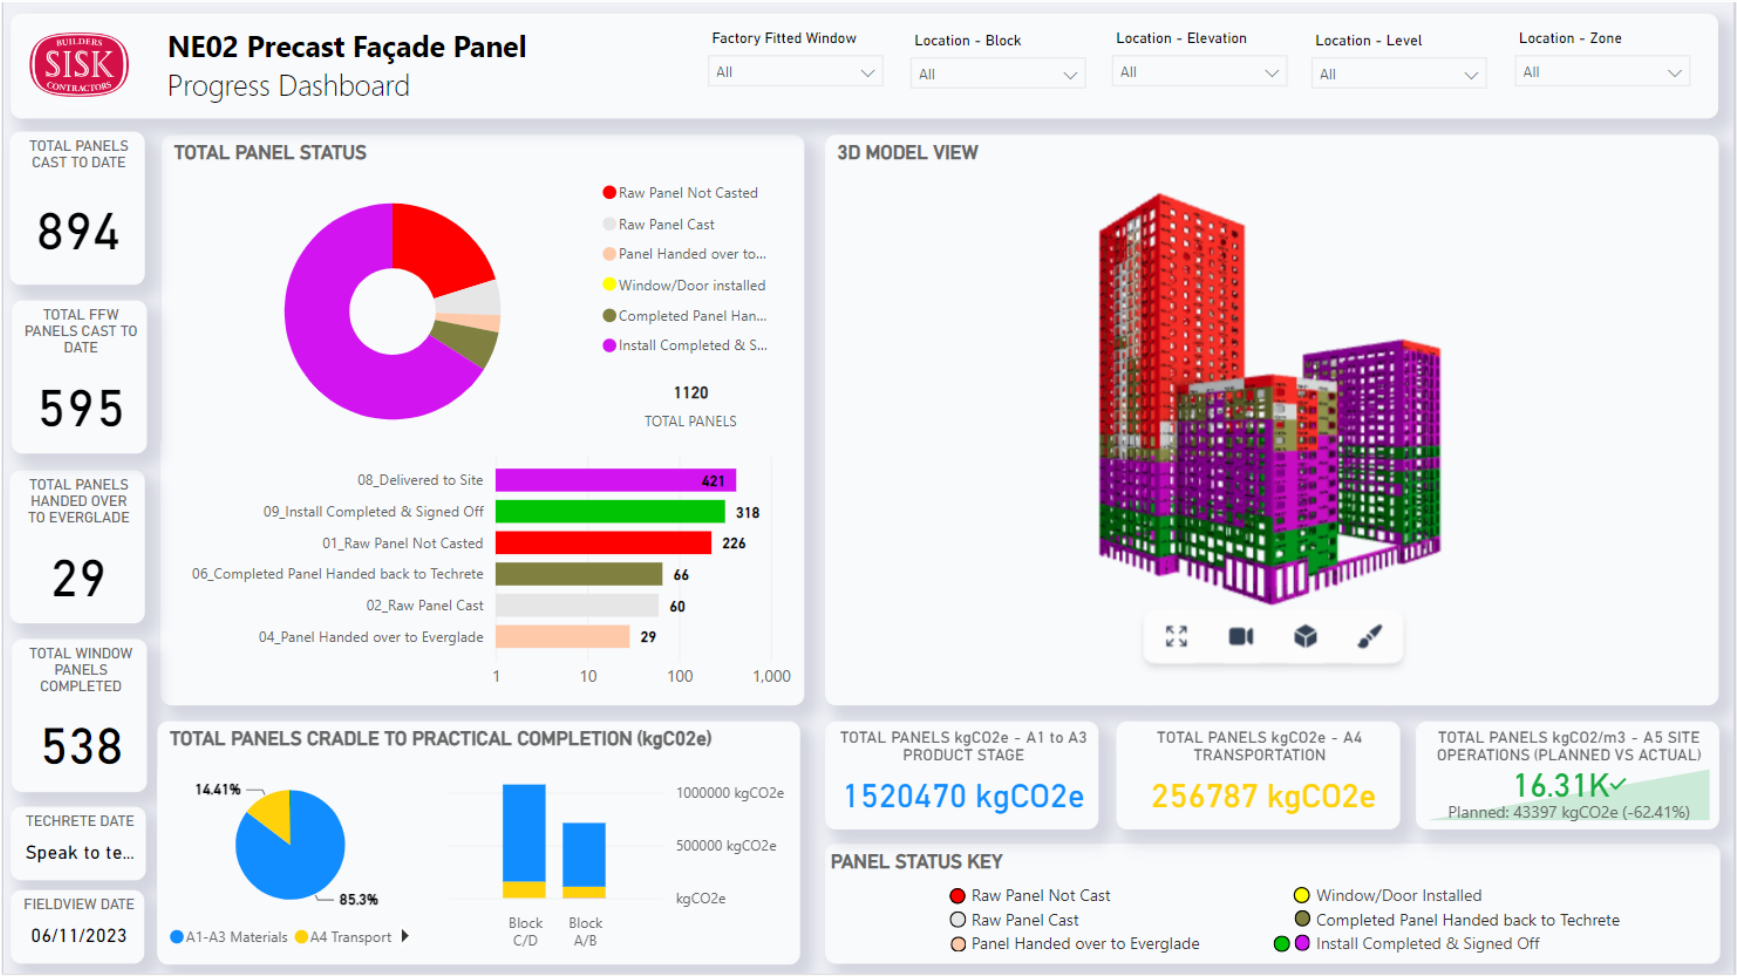 BUILDERS
SISK
CONTRACTORS
NE02 Precast Façade Panel
Progress Dashboard
Factory Fitted Window
All
Location - Block
All
Location - Elevation
All
Location - Level
All
Location - Zone
All
TOTAL PANELS
CAST TO DATE
894
TOTAL FFW
PANELS CAST TO
DATE
595
TOTAL PANELS
HANDED OVER
TO EVERGLADE
29
TOTAL WINDOW
PANELS
COMPLETED
538
TECHRETE DATE
Speak to te...
FIELDVIEW DATE
06/11/2023
TOTAL PANEL STATUS
Raw Panel Not Casted
Raw Panel Cast
Panel Handed over to...
Window/Door installed
Completed Panel Han...
Install Completed & S...
1120
TOTAL PANELS
08_Delivered to Site 421
09_Install Completed & Signed Off 318
01_Raw Panel Not Casted 226
06_Completed Panel Handed back to Techrete 66
02_Raw Panel Cast 60
04_Panel Handed over to Everglade 29
1 10 100 1,000
3D MODEL VIEW
TOTAL PANELS CRADLE TO PRACTICAL COMPLETION (kgC02e)
14.41%
85.3%
A1-A3 Materials A4 Transport
1000000 kgCO2e
500000 kgCO2e
kgCO2e
Block
C/D
Block
A/B
TOTAL PANELS kgCO2e - A1 to A3
PRODUCT STAGE
1520470 kgCO2e
TOTAL PANELS kgCO2e - A4
TRANSPORTATION
256787 kgCO2e
TOTAL PANELS kgCO2/m3 - A5 SITE
OPERATIONS (PLANNED VS ACTUAL)
16.31K✓
Planned: 43397 kgCO2e (-62.41%)
PANEL STATUS KEY
Raw Panel Not Cast
Raw Panel Cast
Panel Handed over to Everglade
Window/Door Installed
Completed Panel Handed back to Techrete
Install Completed & Signed Off